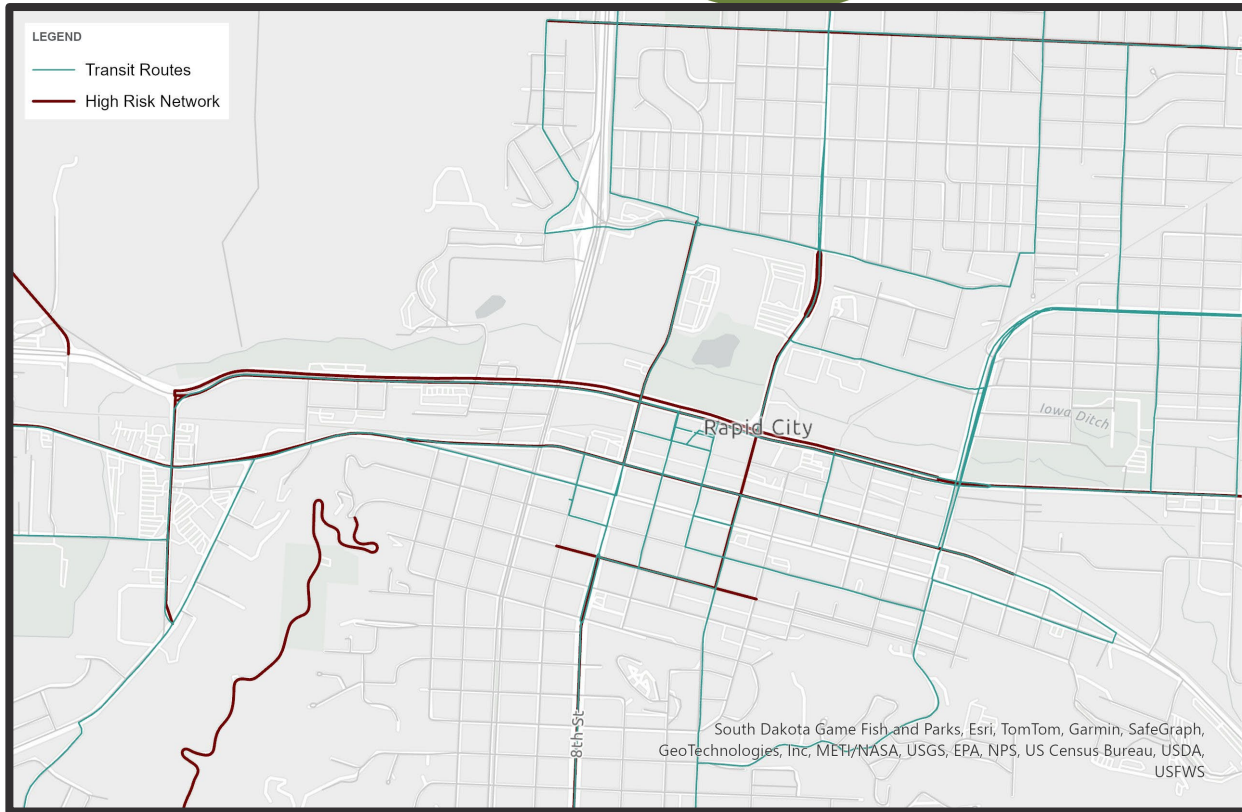 LEGEND
Transit Routes
High Risk Network
Iowa Ditch
Rapid City
8th St
South Dakota Game Fish and Parks, Esri, TomTom, Garmin, SafeGraph,
GeoTechnologies, Inc, METI/NASA, USGS, EPA, NPS, US Census Bureau, USDA,
USFWS